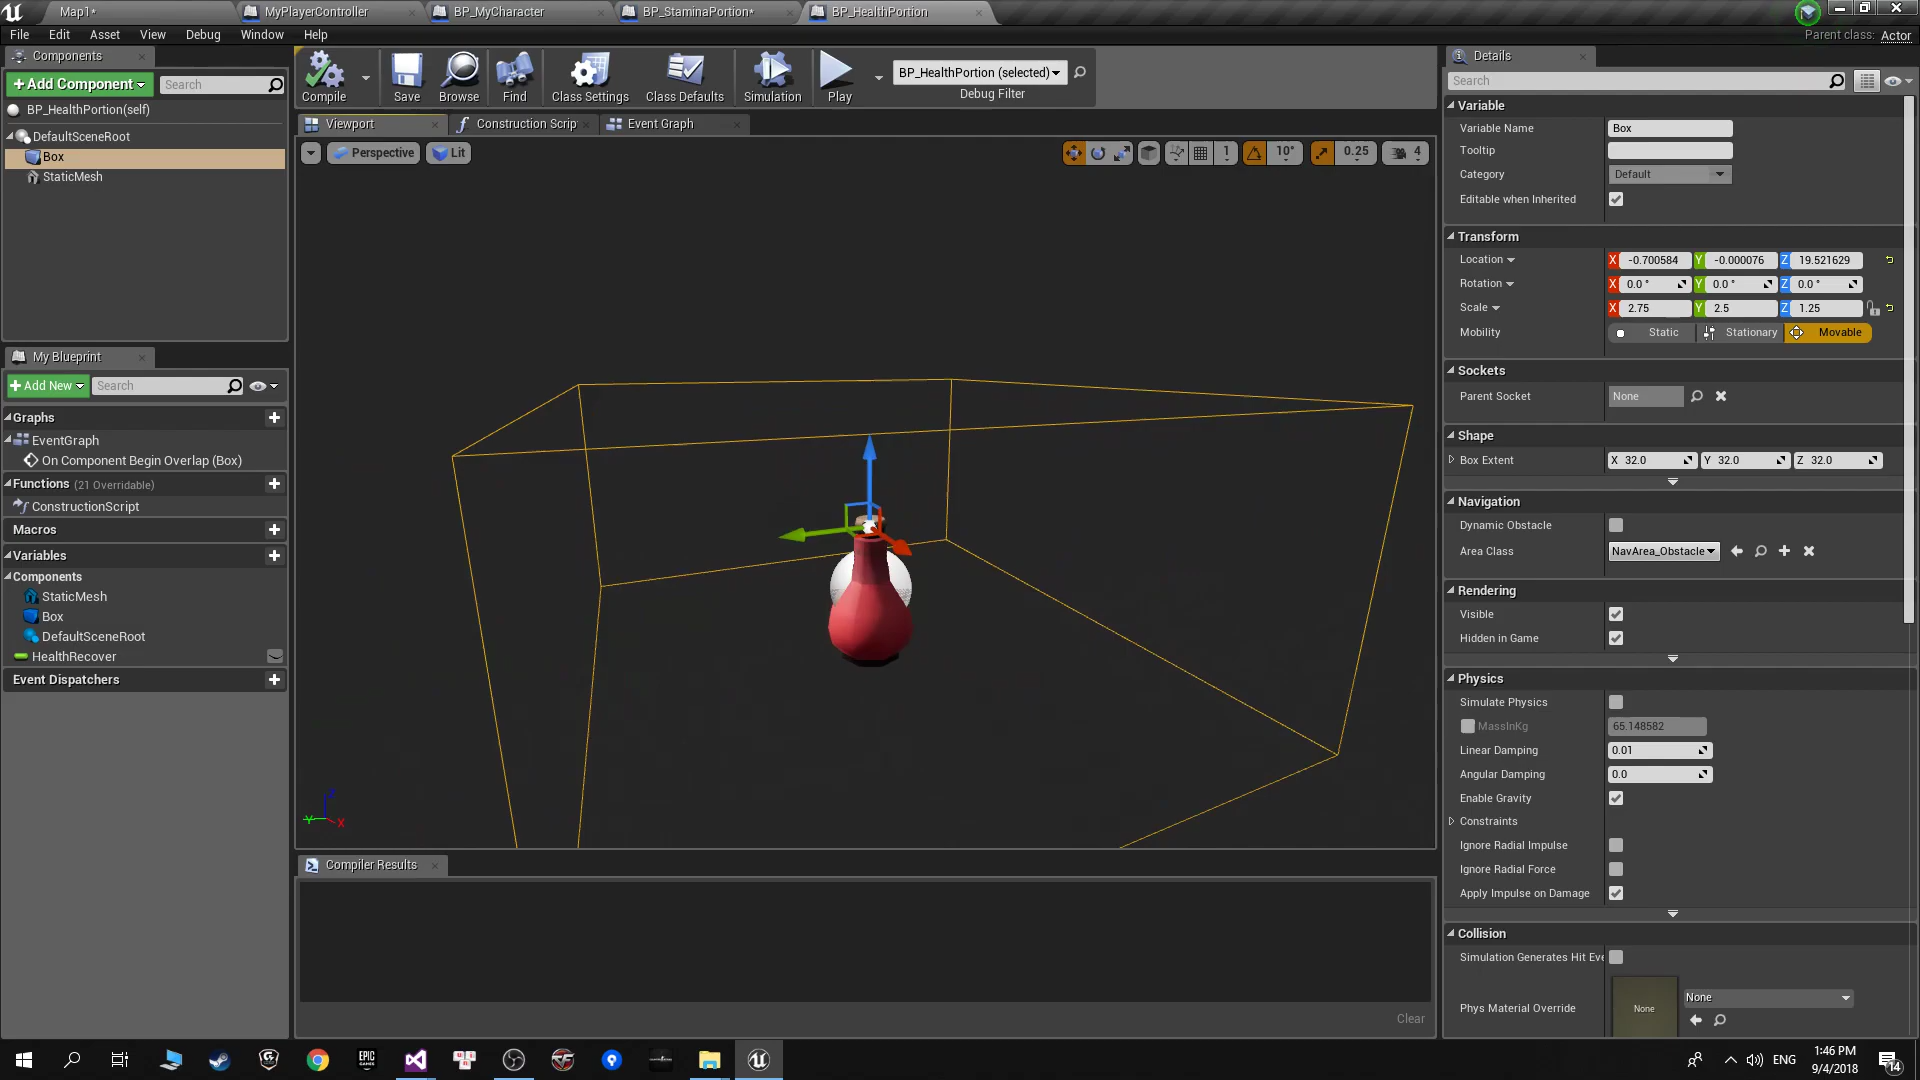 Map1*
MyPlayerController
BP_MyCharacter
BP_StaminaPortion*
BP_HealthPortion
File
Edit
Asset
View
Debug
Window
Help
Parent class: Actor
Components
Add Component
Search
BP_HealthPortion(self)
DefaultSceneRoot
Box
StaticMesh
My Blueprint
Add New
Search
Graphs
EventGraph
On Component Begin Overlap (Box)
Functions (21 Overridable)
ConstructionScript
Macros
Variables
Components
StaticMesh
Box
DefaultSceneRoot
HealthRecover
Event Dispatchers
Compile
Save
Browse
Find
Class Settings
Class Defaults
Simulation
Play
BP_HealthPortion (selected)
Debug Filter
Viewport
Construction Scrip
Event Graph
Perspective
Lit
1
10°
0.25
4
Z
Y
X
Compiler Results
Clear
Details
Search
Variable
Variable Name Box
Tooltip
Category Default
Editable when Inherited
Transform
Location X -0.700584 Y -0.000076 Z 19.521629
Rotation X 0.0 ° Y 0.0 ° Z 0.0 °
Scale X 2.75 Y 2.5 Z 1.25
Mobility Static Stationary Movable
Sockets
Parent Socket None
Shape
Box Extent X 32.0 Y 32.0 Z 32.0
Navigation
Dynamic Obstacle
Area Class NavArea_Obstacle
Rendering
Visible
Hidden in Game
Physics
Simulate Physics
MassInKg 65.148582
Linear Damping 0.01
Angular Damping 0.0
Enable Gravity
Constraints
Ignore Radial Impulse
Ignore Radial Force
Apply Impulse on Damage
Collision
Simulation Generates Hit Eve
Phys Material Override None None
EPIC GAMES
ENG
1:46 PM
9/4/2018
14